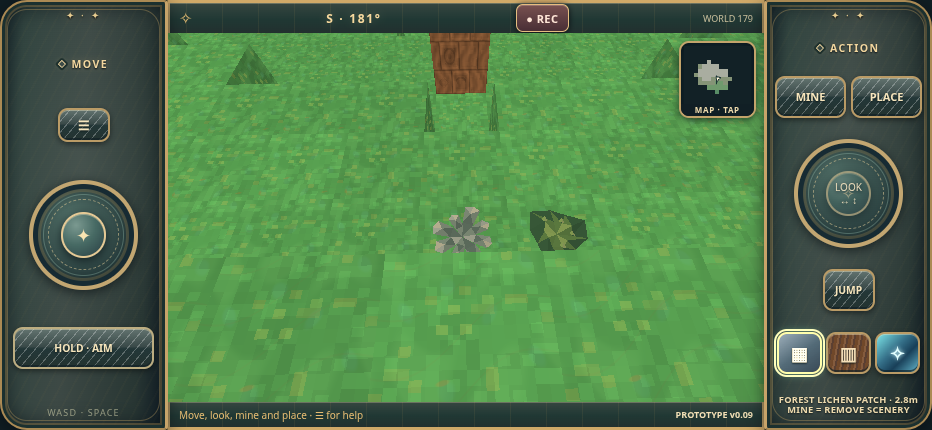 MOVE
☰
HOLD · AIM
WASD · SPACE
S · 181°
● REC
WORLD 179
MAP · TAP
Move, look, mine and place · ☰ for help
PROTOTYPE v0.09
ACTION
MINE
PLACE
LOOK
JUMP
FOREST LICHEN PATCH · 2.8m
MINE = REMOVE SCENERY